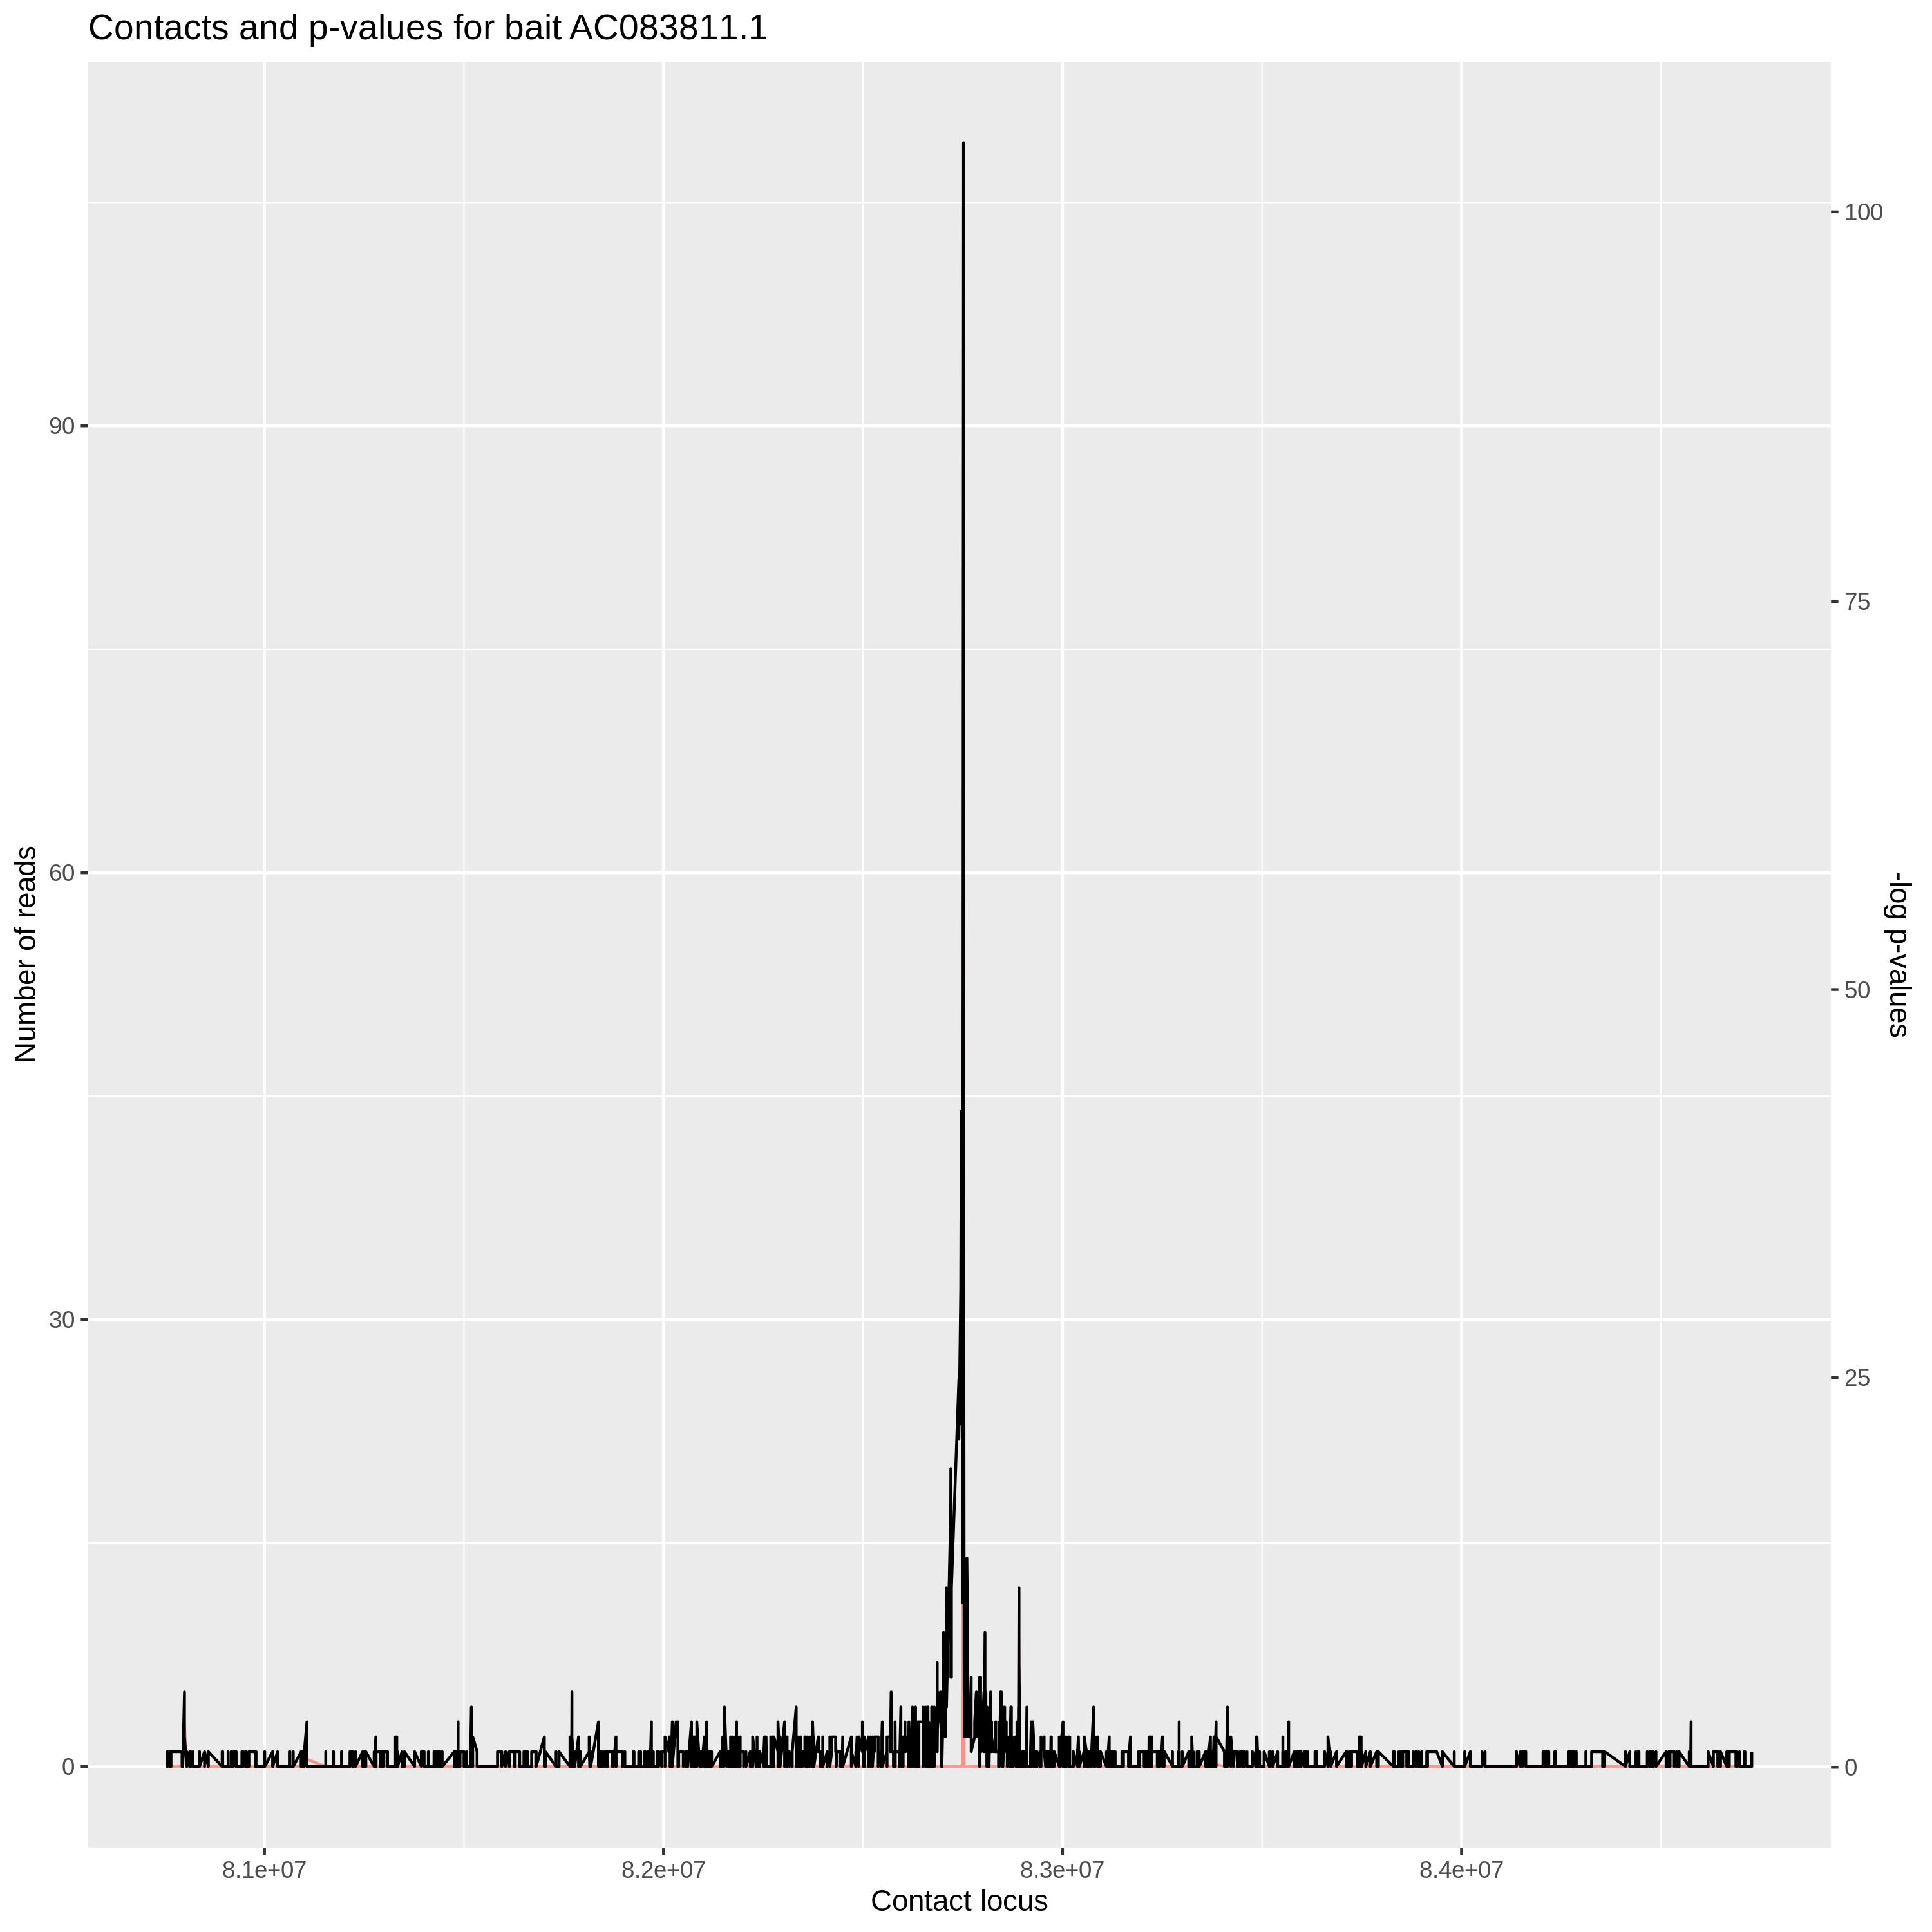 Contacts and p-values for bait AC083811.1
Number of reads
90
60
30
0
100
75
50
25
0
-log p-values
8.1e+07
8.2e+07
8.3e+07
8.4e+07
Contact locus